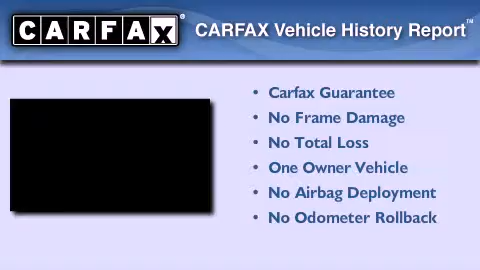 CARFAX® CARFAX Vehicle History Report™
• Carfax Guarantee
• No Frame Damage
• No Total Loss
• One Owner Vehicle
• No Airbag Deployment
• No Odometer Rollback